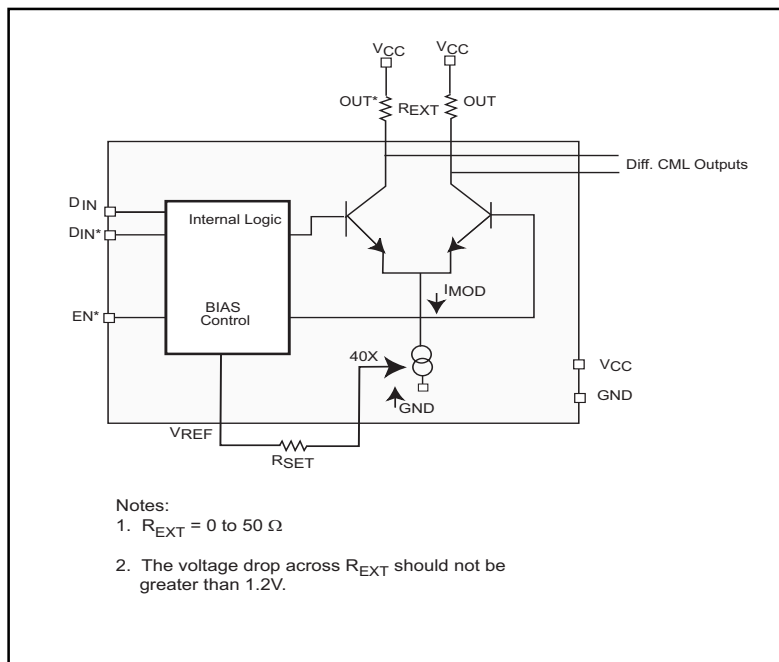 VCC VCC
OUT* REXT OUT
Diff. CML Outputs
DIN
Internal Logic
DIN*
IMOD
BIAS
EN* Control
40X
VCC
GND
GND
VREF
RSET
Notes:
1. REXT = 0 to 50 Ω
2. The voltage drop across REXT should not be
greater than 1.2V.